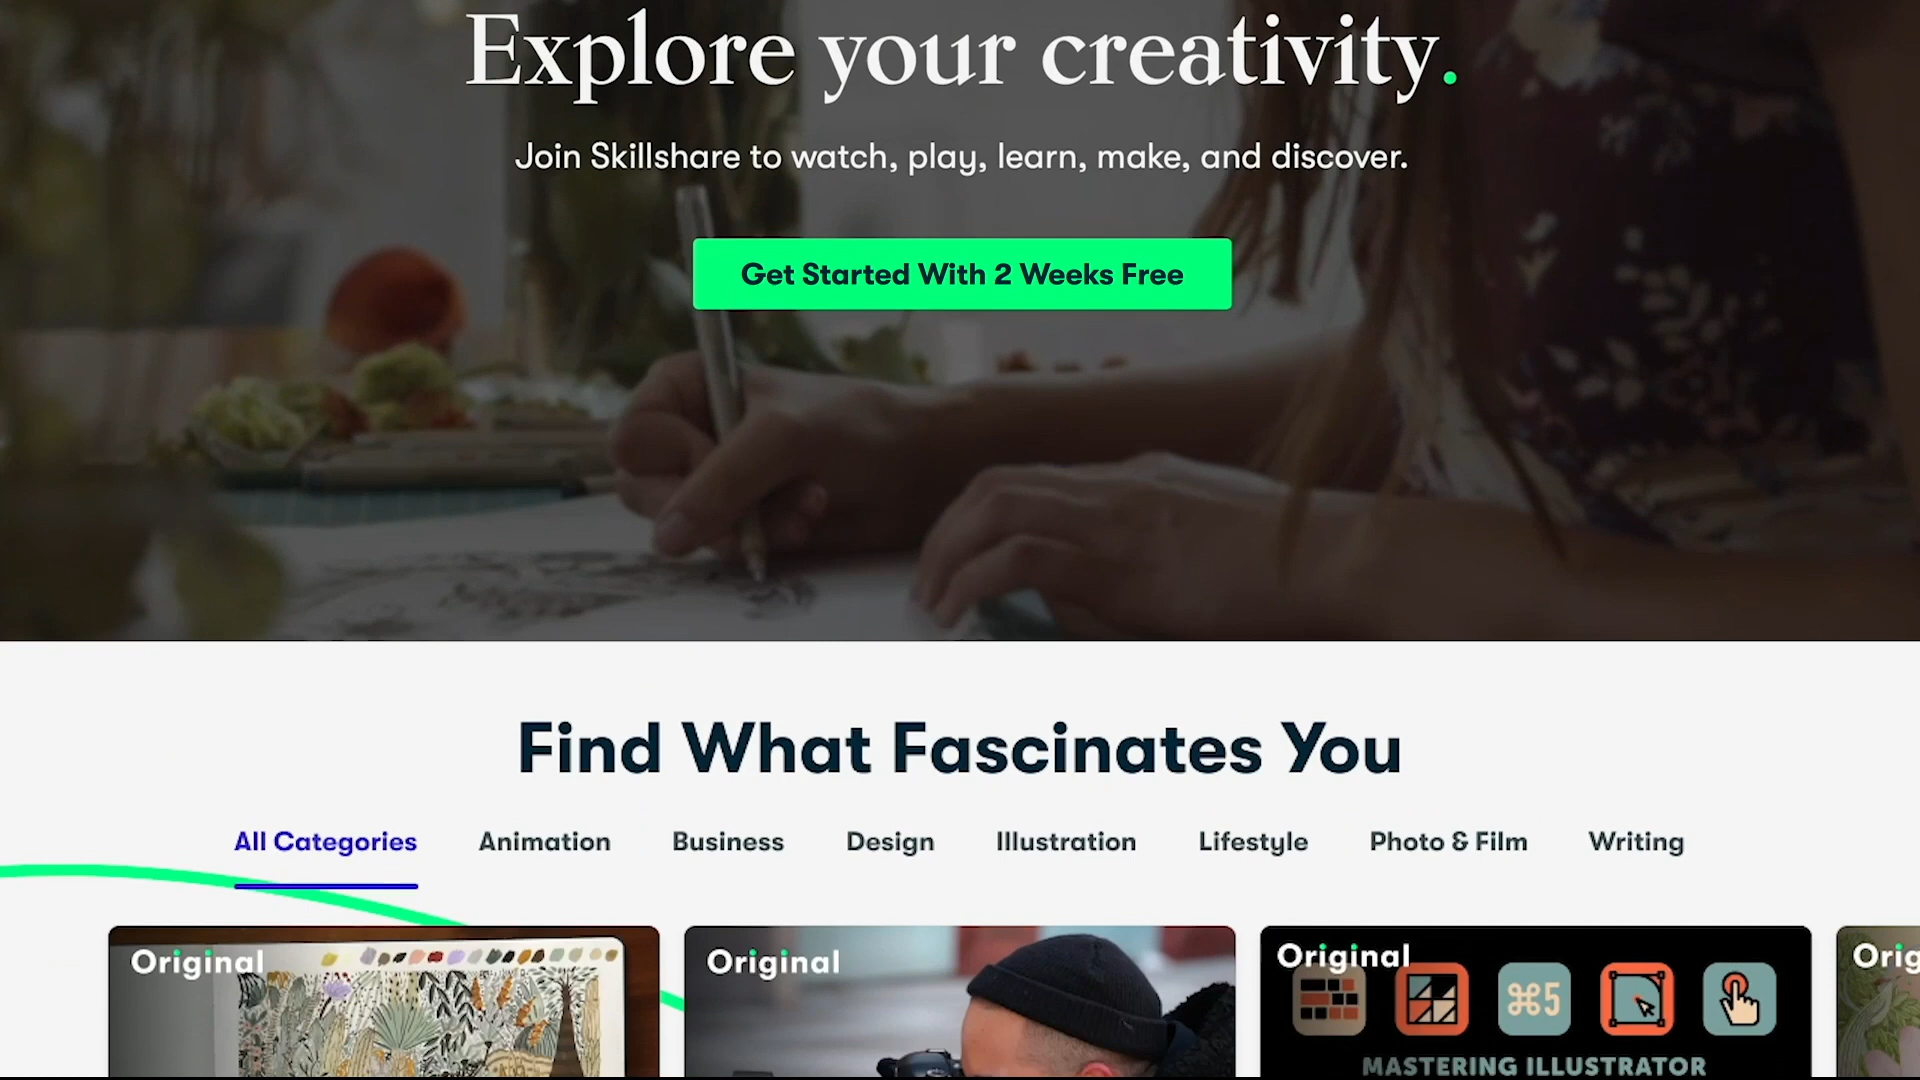 Explore your creativity.
Join Skillshare to watch, play, learn, make, and discover.
Get Started With 2 Weeks Free
Find What Fascinates You
All Categories Animation Business Design Illustration Lifestyle Photo & Film Writing
Original Original Original Orig
⌘5
MASTERING ILLUSTRATOR